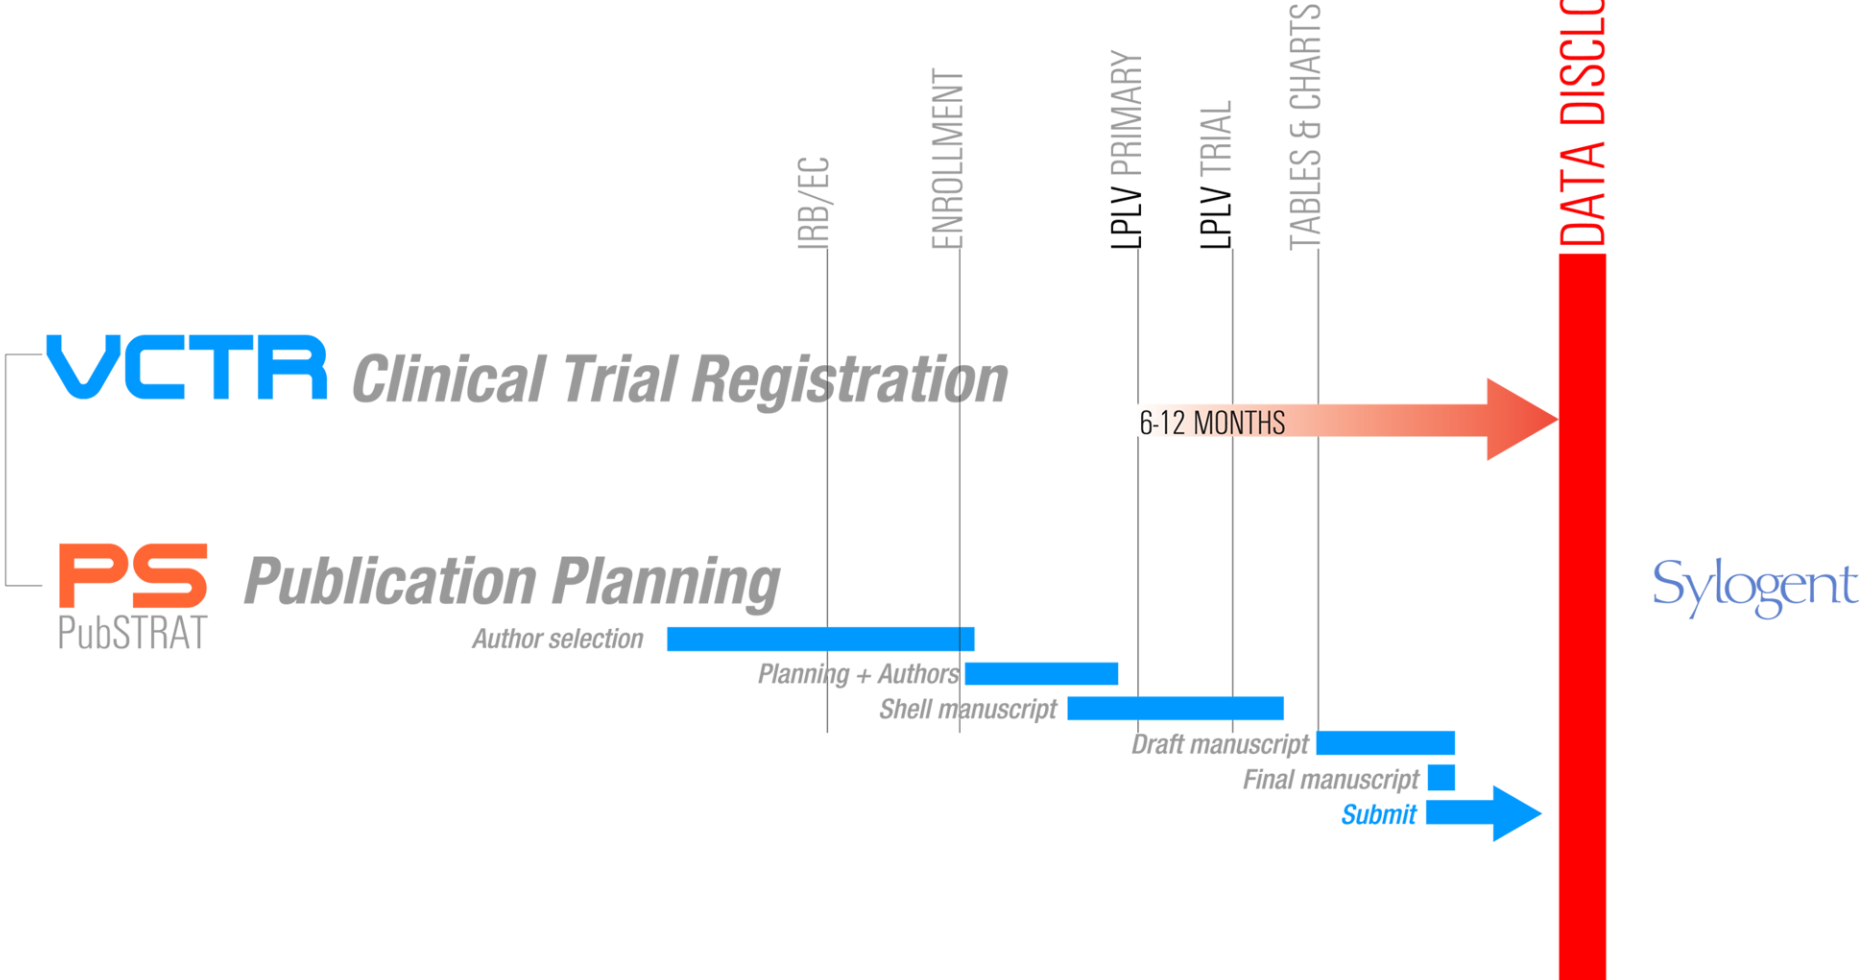 IRB/EC
ENROLLMENT
LPLV PRIMARY
LPLV TRIAL
TABLES & CHARTS
DATA
VCTR Clinical Trial Registration
6-12 MONTHS
PS Publication Planning
PubSTRAT
Sylogent
Author selection
Planning + Authors
Shell manuscript
Draft manuscript
Final manuscript
Submit